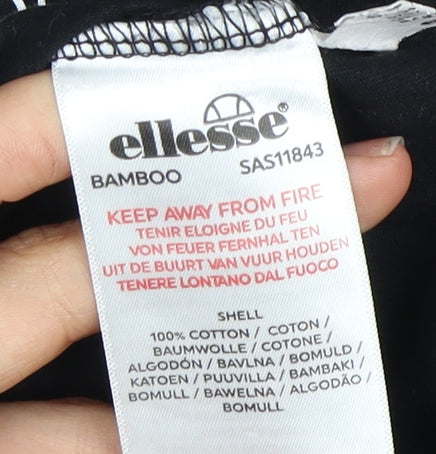 ellesse®
BAMBOO SAS11843
KEEP AWAY FROM FIRE
TENIR ELOIGNE DU FEU
VON FEUER FERNHAL TEN
UIT DE BUURT VAN VUUR HOUDEN
TENERE LONTANO DAL FUOCO
SHELL
100% COTTON / COTON /
BAUMWOLLE / COTONE /
ALGODÓN / BAVLNA / BOMULD /
KATOEN / PUUVILLA / BAMBAKI /
BOMULL / BAWELNA / ALGODÃO /
BOMULL